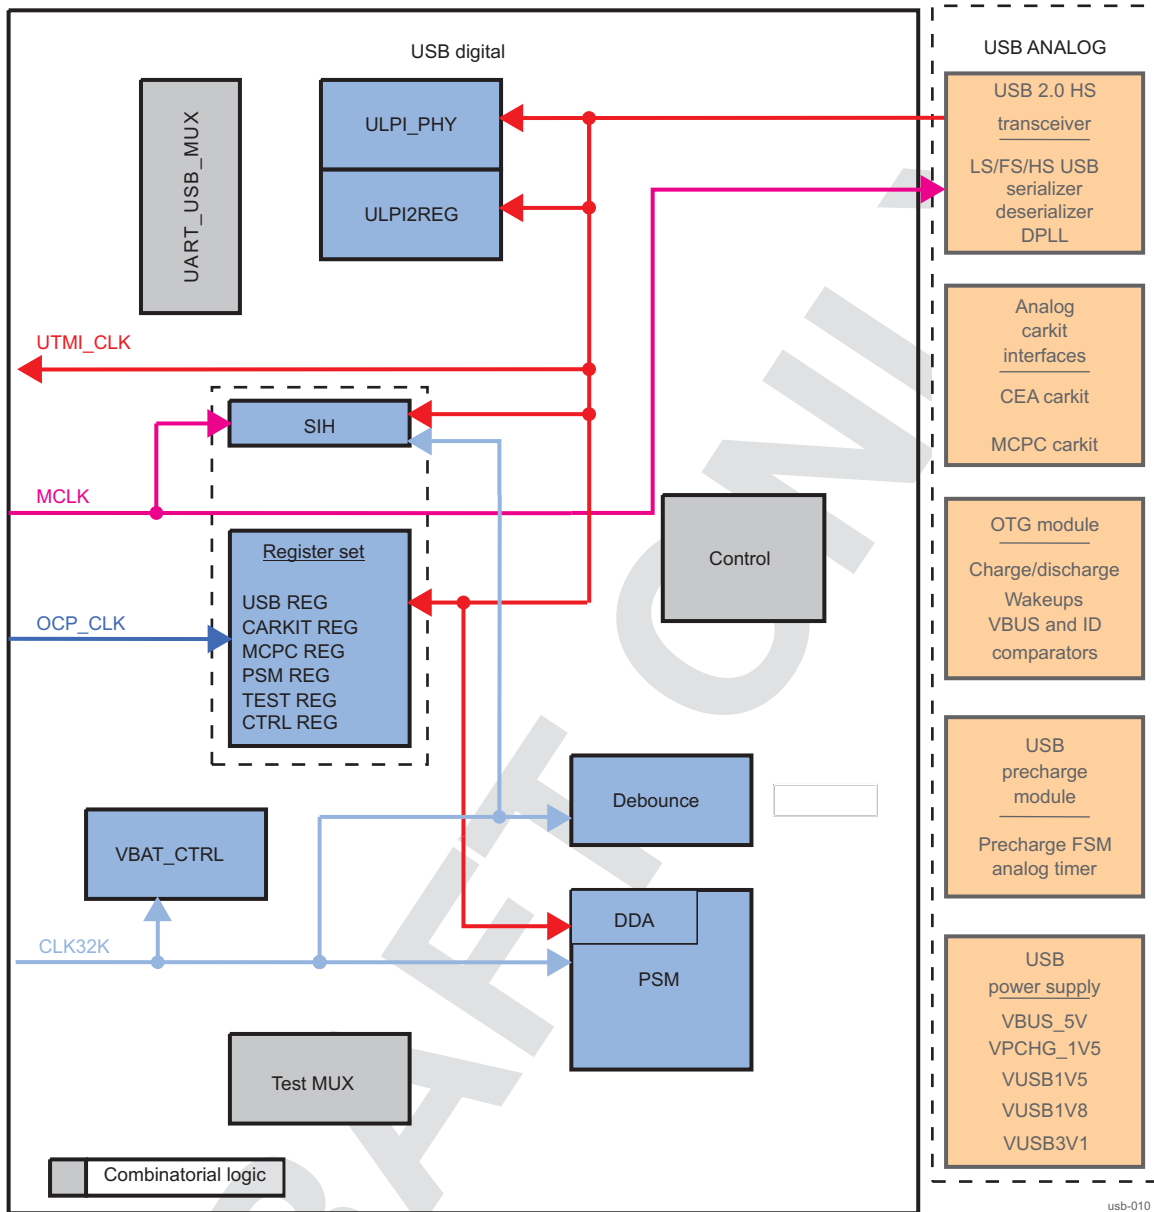 USB digital
USB ANALOG
UART_USB_MUX
ULPI_PHY
ULPI2REG
USB 2.0 HS
transceiver
LS/FS/HS USB
serializer
deserializer
DPLL
UTMI_CLK
Analog
carkit
interfaces
CEA carkit
MCPC carkit
SIH
MCLK
Register set
USB REG
CARKIT REG
MCPC REG
PSM REG
TEST REG
CTRL REG
OCP_CLK
Control
OTG module
Charge/discharge
Wakeups
VBUS and ID
comparators
Debounce
USB
precharge
module
Precharge FSM
analog timer
VBAT_CTRL
CLK32K
DDA
PSM
USB
power supply
VBUS_5V
VPCHG_1V5
VUSB1V5
VUSB1V8
VUSB3V1
Test MUX
Combinatorial logic
usb-010